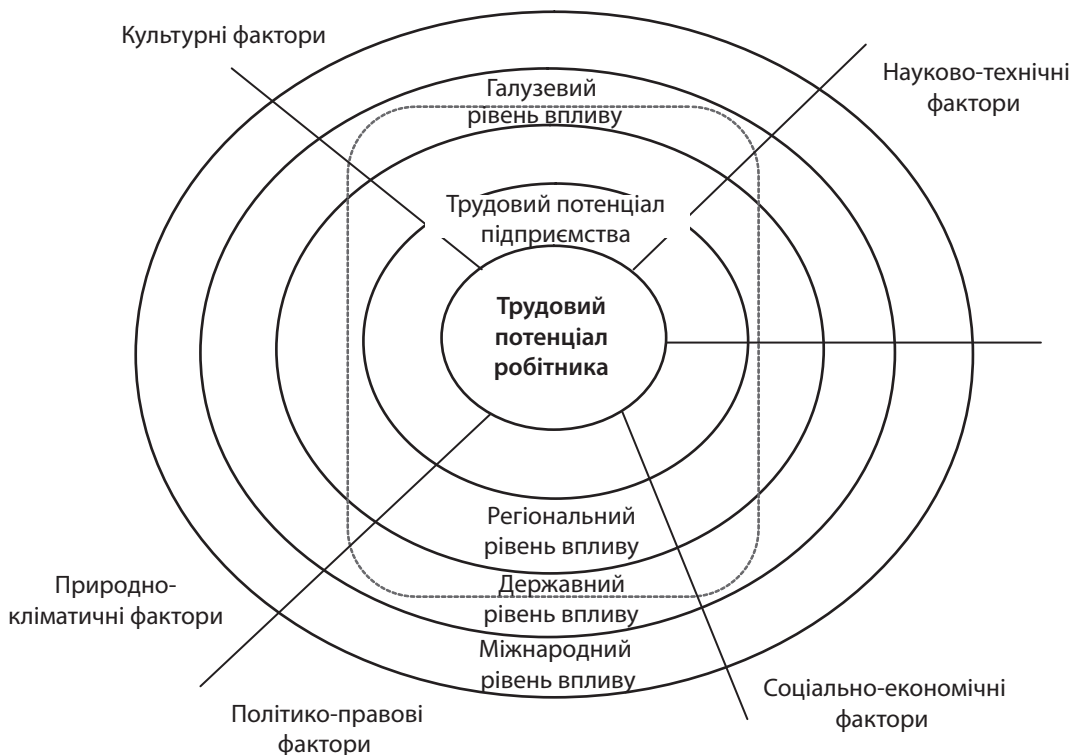 Культурні фактори
Науково-технічні
фактори
Галузевий
рівень впливу
Трудовий потенціал
підприємства
Трудовий
потенціал
робітника
Регіональний
рівень впливу
Державний
рівень впливу
Міжнародний
рівень впливу
Природно-
кліматичні фактори
Політико-правові
фактори
Соціально-економічні
фактори